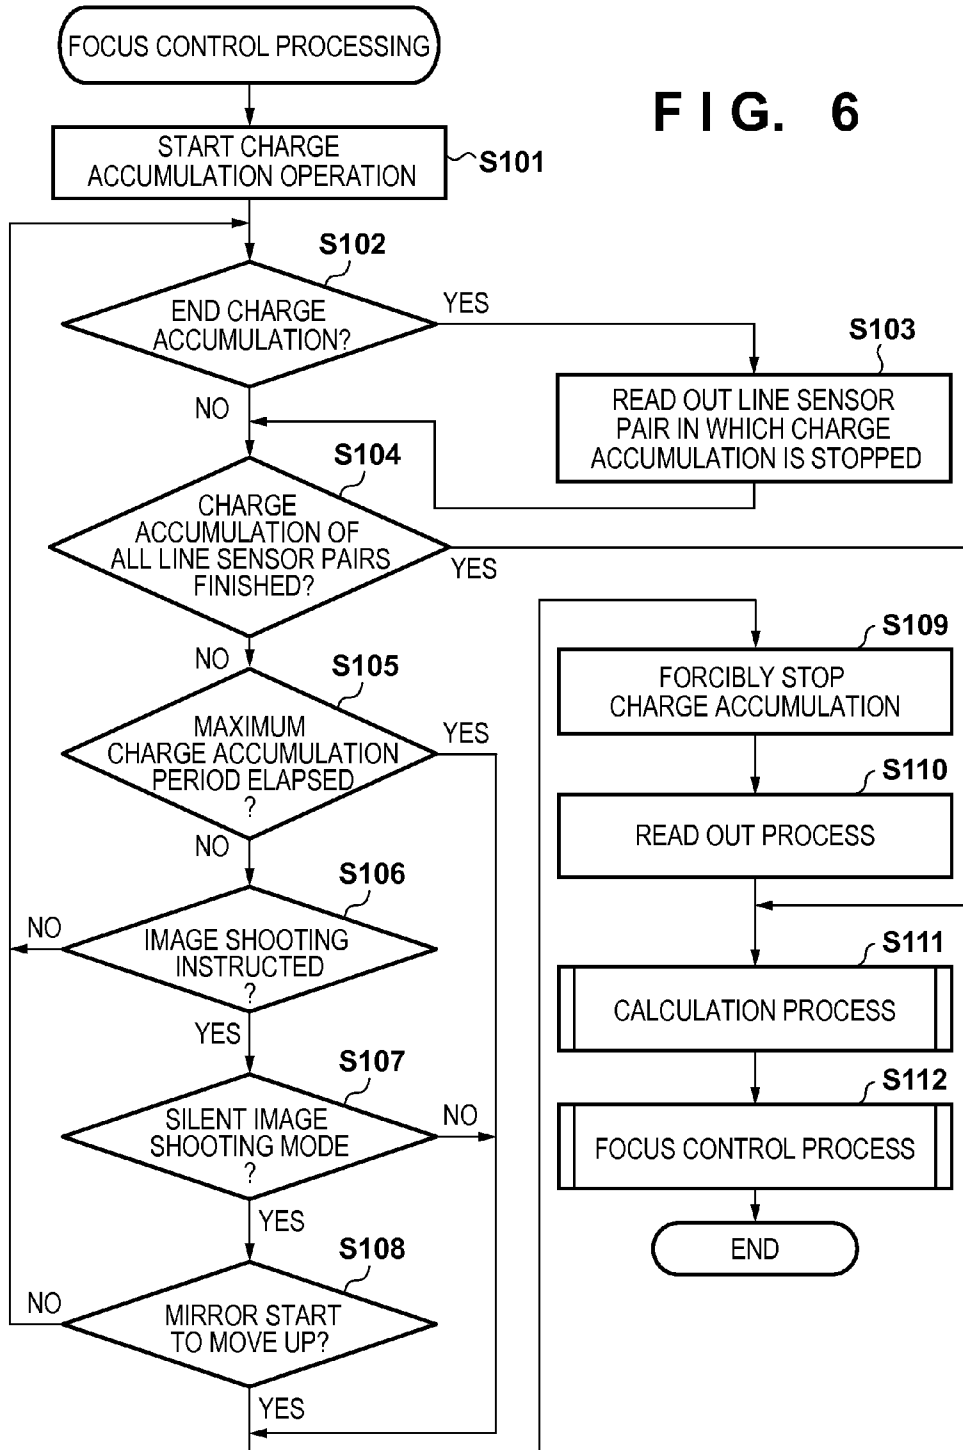 FOCUS CONTROL PROCESSING
FIG. 6
START CHARGE
ACCUMULATION OPERATION
S101
S102
END CHARGE
ACCUMULATION?
YES
NO
S103
READ OUT LINE SENSOR
PAIR IN WHICH CHARGE
ACCUMULATION IS STOPPED
S104
CHARGE
ACCUMULATION OF
ALL LINE SENSOR PAIRS
FINISHED?
YES
NO
S105
MAXIMUM
CHARGE ACCUMULATION
PERIOD ELAPSED
?
YES
NO
S106
IMAGE SHOOTING
INSTRUCTED
?
NO
YES
S107
SILENT IMAGE
SHOOTING MODE
?
NO
YES
S108
MIRROR START
TO MOVE UP?
NO
YES
S109
FORCIBLY STOP
CHARGE ACCUMULATION
S110
READ OUT PROCESS
S111
CALCULATION PROCESS
S112
FOCUS CONTROL PROCESS
END